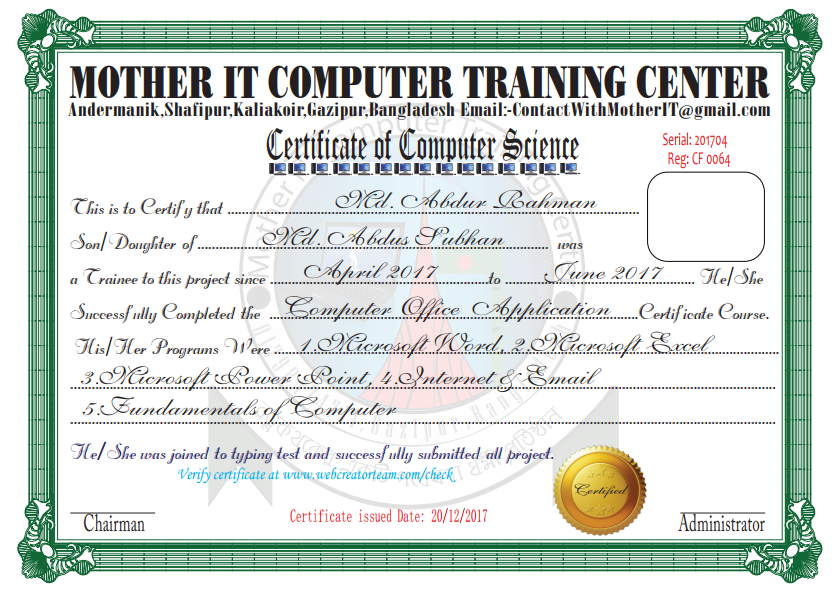 MOTHER IT COMPUTER TRAINING CENTER
Andermanik,Shafipur,Kaliakoir,Gazipur,Bangladesh Email:-ContactWithMotherIT@gmail.com
Certificate of Computer Science
Serial: 201704
Reg: CF 0064
This is to Certify that Md. Abdur Rahman
Son/Doughter of Md. Abdus Subhan was
a Trainee to this project since April 2017 to June 2017 He/She
Successfully Completed the Computer Office Application Certificate Course.
His/Her Programs Were 1.Microsoft Word, 2.Microsoft Excel
3.Microsoft Power Point, 4.Internet & Email
5.Fundamentals of Computer
He/She was joined to typing test and successfully submitted all project.
Verify certificate at www.webcreatorteam.com/check
Certified
Certificate issued Date: 20/12/2017
Chairman
Administrator